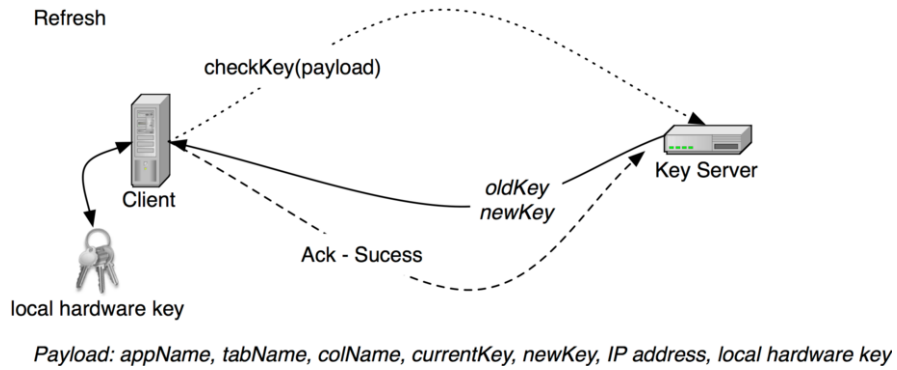 Refresh
checkKey(payload)
Client
Key Server
oldKey
newKey
Ack - Sucess
local hardware key
Payload: appName, tabName, colName, currentKey, newKey, IP address, local hardware key